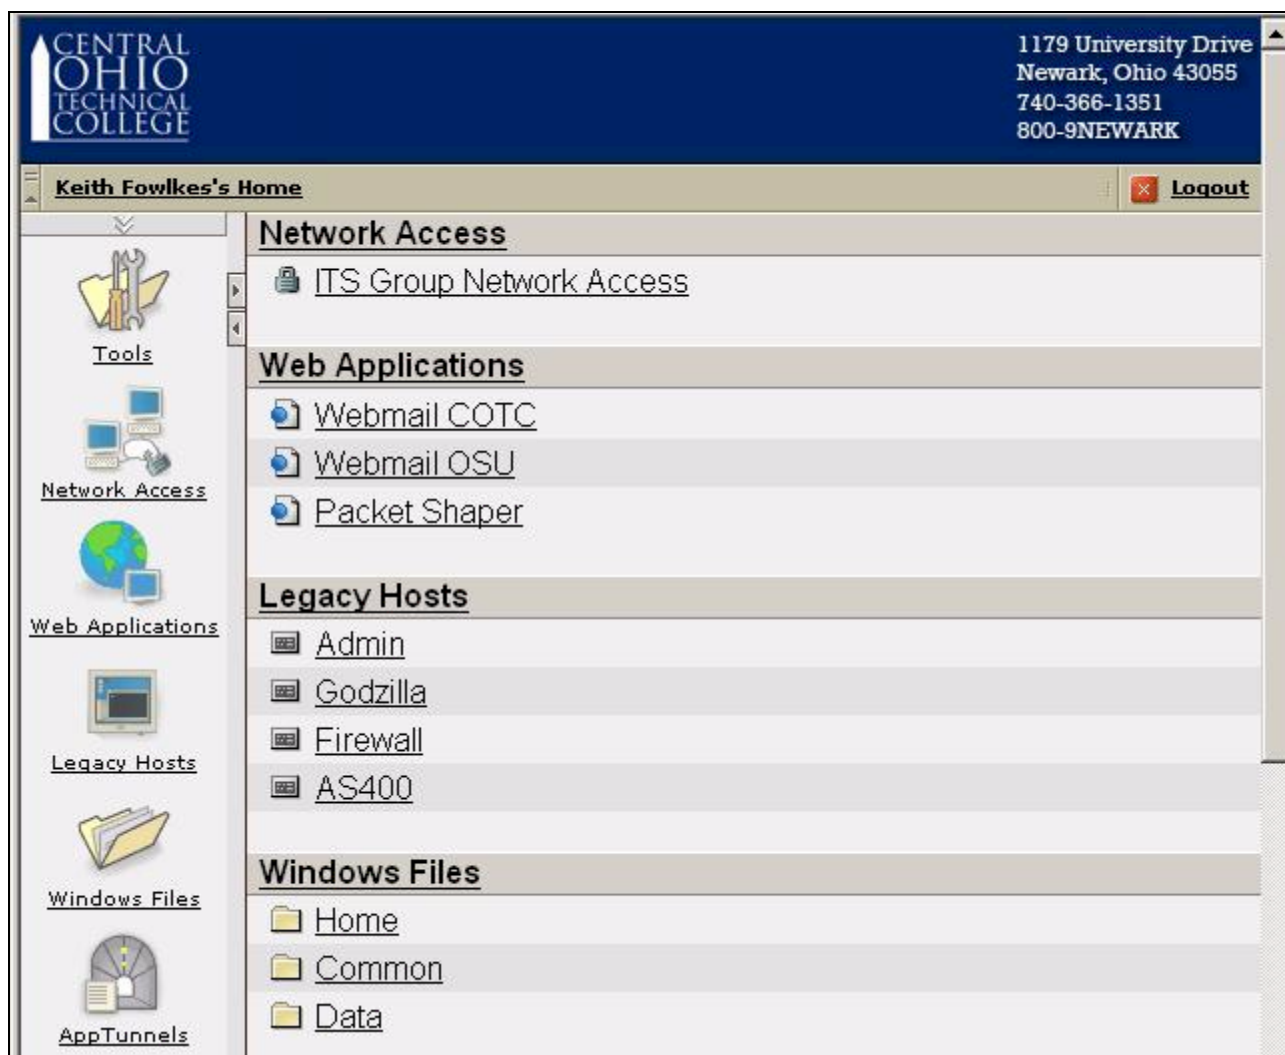 CENTRAL
OHIO
TECHNICAL
COLLEGE
1179 University Drive
Newark, Ohio 43055
740-366-1351
800-9NEWARK
Keith Fowlkes's Home
Logout
Tools
Network Access
Web Applications
Legacy Hosts
Windows Files
AppTunnels
Network Access
ITS Group Network Access
Web Applications
Webmail COTC
Webmail OSU
Packet Shaper
Legacy Hosts
Admin
Godzilla
Firewall
AS400
Windows Files
Home
Common
Data